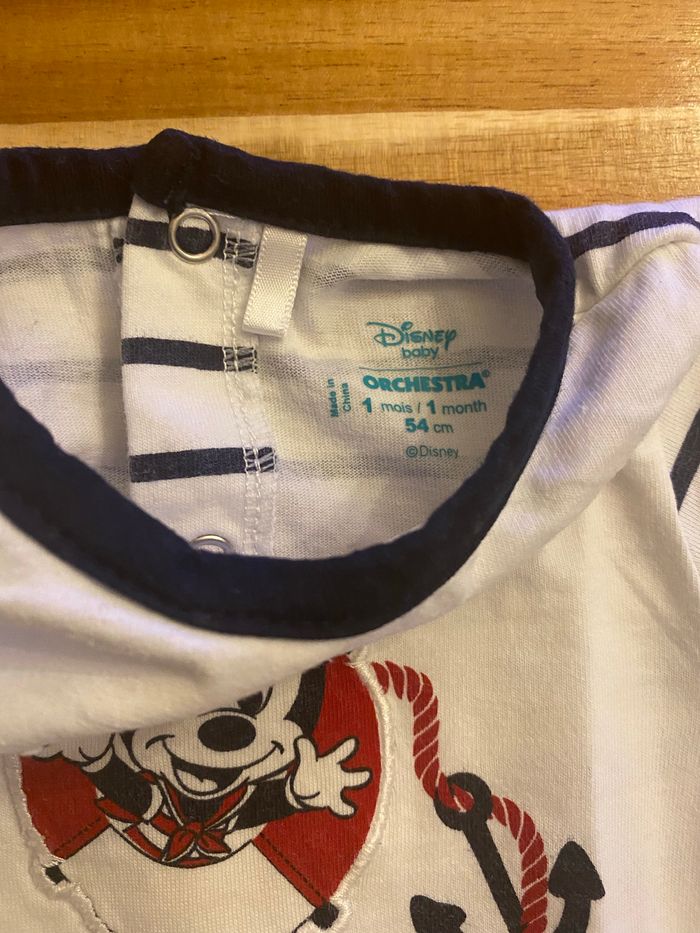 Disney
baby
ORCHESTRA®
Made in
China
1 mois / 1 month
54 cm
©Disney